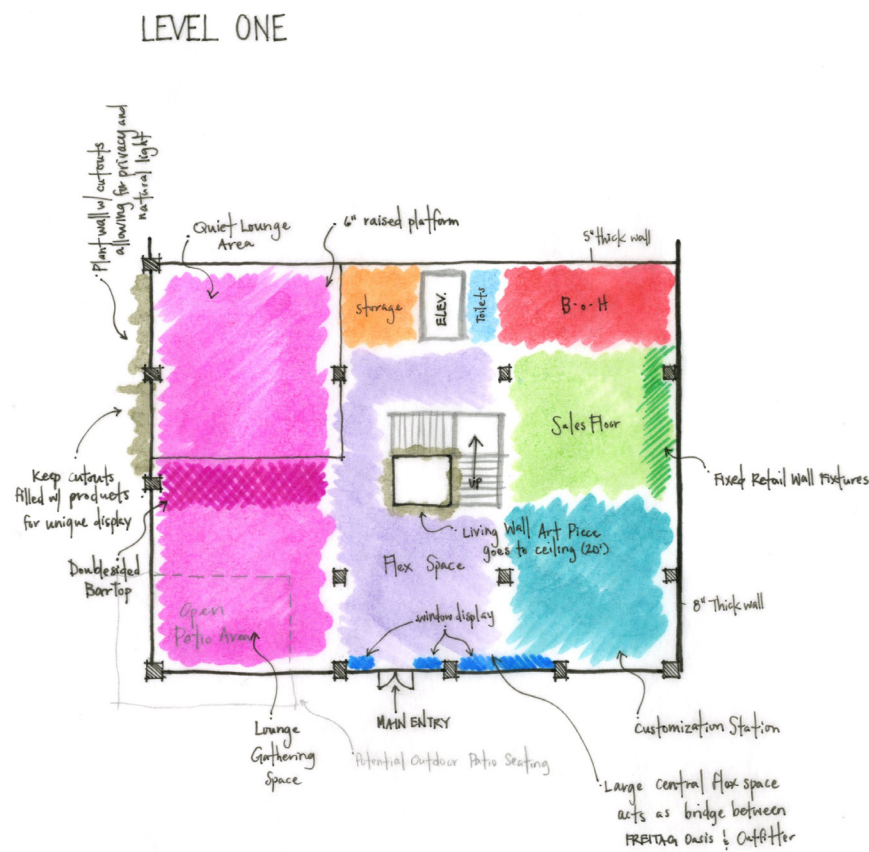 LEVEL ONE
Plant wall w/ cutouts
allowing for privacy and
natural light
Quiet Lounge
Area
6" raised platform
5" thick wall
storage
ELEV.
Toilets
B-o-H
Sales Floor
UP
Fixed Retail Wall Fixtures
Keep cutouts
filled w/ products
for unique display
Living Wall Art Piece
goes to ceiling (20')
Doublesided
Bar Top
Flex Space
8" Thick wall
Open
Patio Area
window display
MAIN ENTRY
Lounge
Gathering
Space
Potential Outdoor Patio Seating
Customization Station
Large central flex space
acts as bridge between
FREITAG Oasis & Outfitter